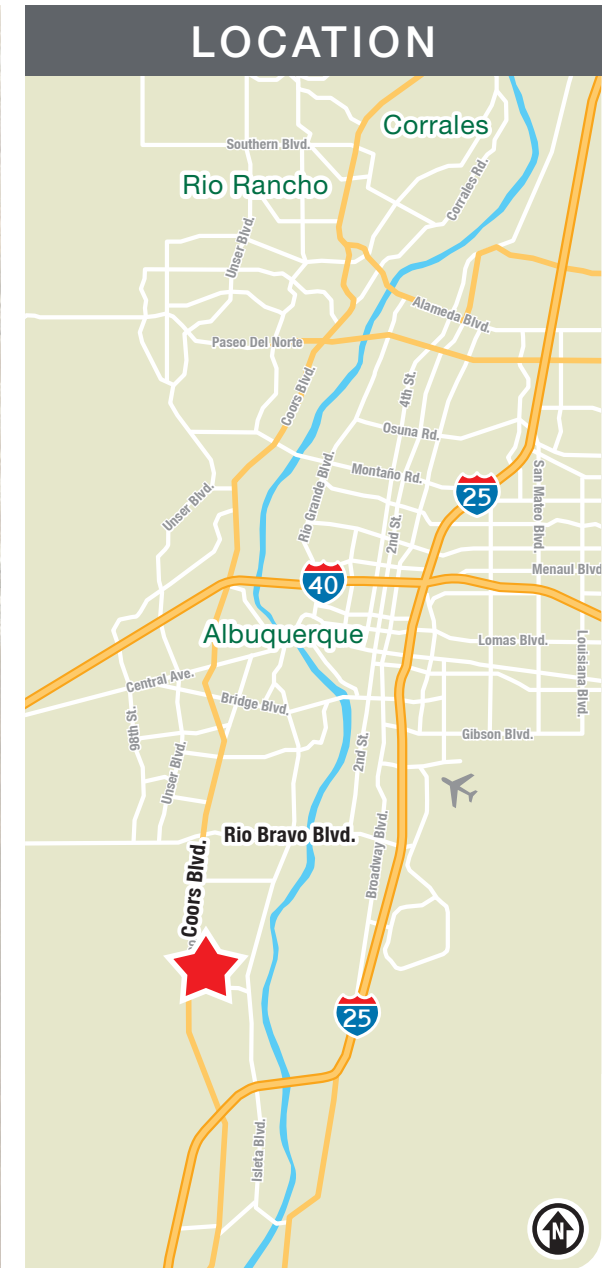 LOCATION
Corrales
Southern Blvd.
Rio Rancho
Corrales Rd.
Unser Blvd.
Alameda Blvd.
Paseo Del Norte
Coors Blvd.
4th St.
Osuna Rd.
Montaño Rd.
Rio Grande Blvd.
San Mateo Blvd.
25
Unser Blvd.
2nd St.
Menaul Blvd
40
Albuquerque
Lomas Blvd.
Louisiana Blvd.
Central Ave.
Bridge Blvd.
98th St.
Gibson Blvd.
2nd St.
Unser Blvd.
Rio Bravo Blvd.
Broadway Blvd.
Coors Blvd.
25
Isleta Blvd.
N